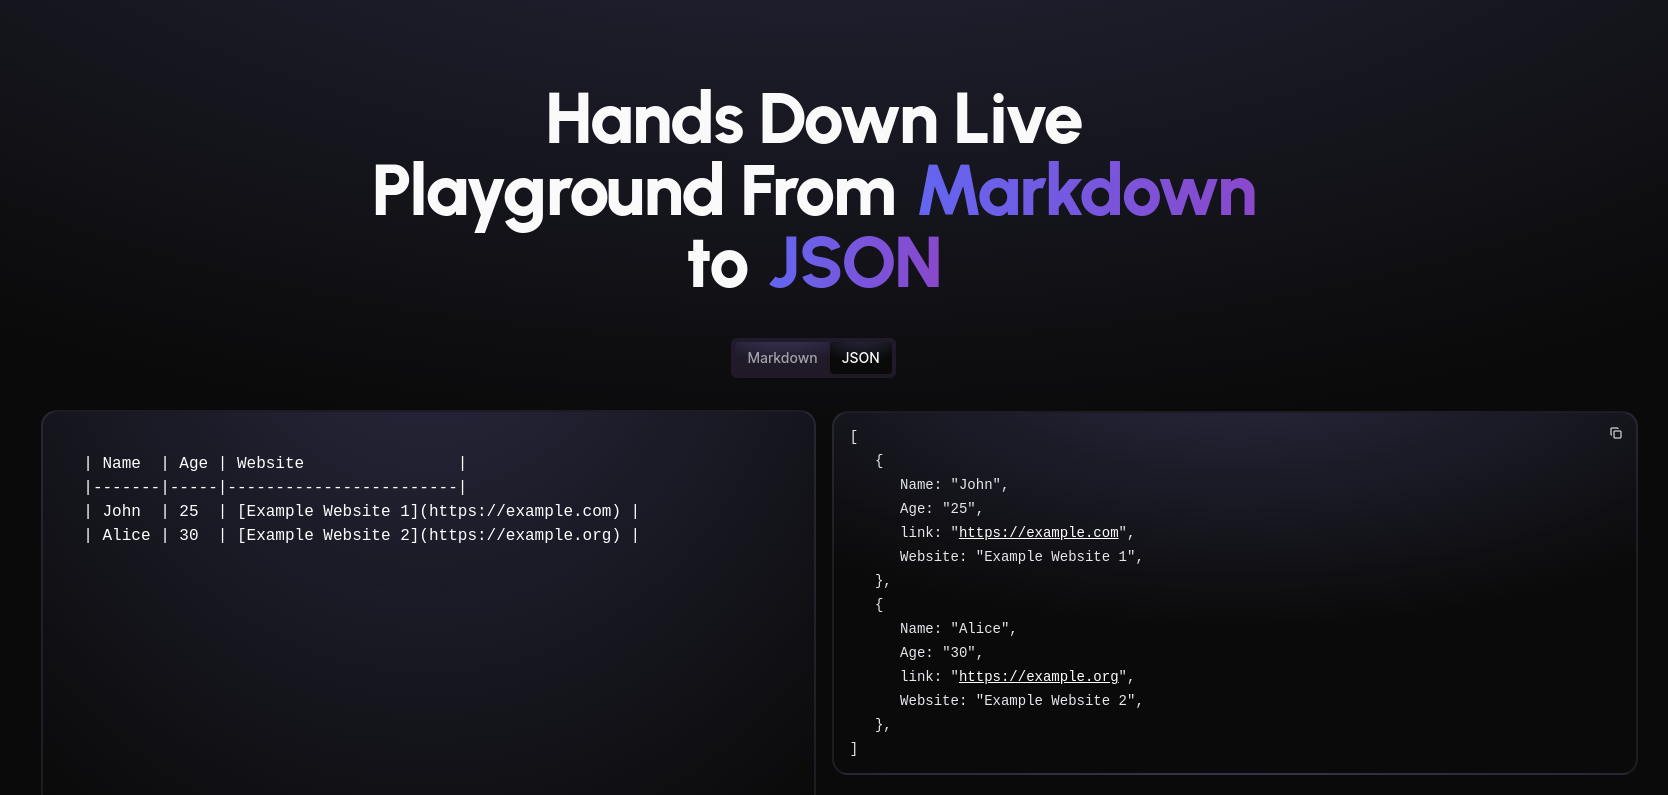 Hands Down Live
Playground From Markdown
to JSON
Markdown JSON
| Name  | Age | Website                |
|-------|-----|------------------------|
| John  | 25  | [Example Website 1](https://example.com) |
| Alice | 30  | [Example Website 2](https://example.org) |
[
   {
      Name: "John",
      Age: "25",
      link: "https://example.com",
      Website: "Example Website 1",
   },
   {
      Name: "Alice",
      Age: "30",
      link: "https://example.org",
      Website: "Example Website 2",
   },
]